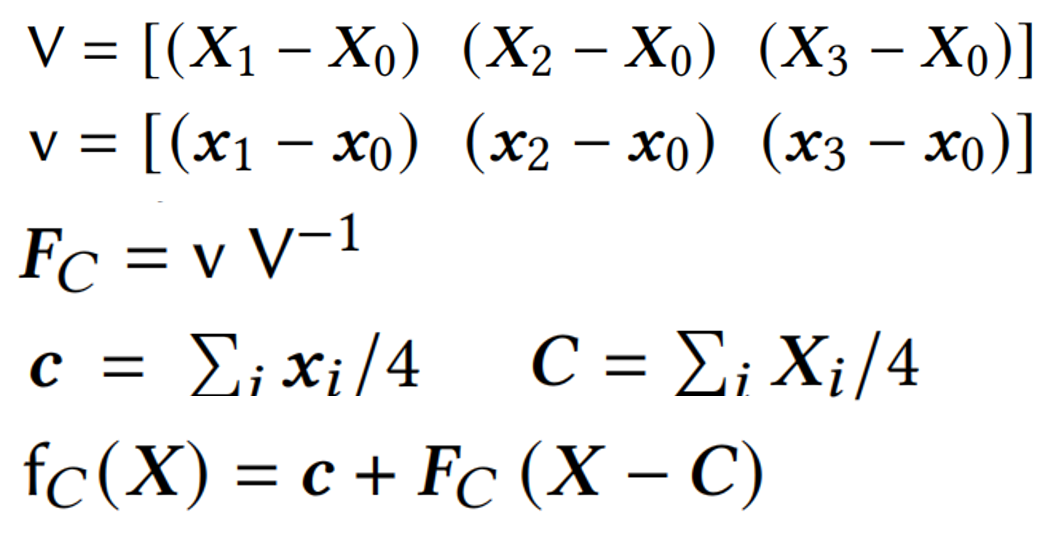 V = [(X₁ − X₀) (X₂ − X₀) (X₃ − X₀)]
v = [(x₁ − x₀) (x₂ − x₀) (x₃ − x₀)]
F_C = v V⁻¹
c = ∑ᵢ xᵢ/4 C = ∑ᵢ Xᵢ/4
f_C(X) = c + F_C (X − C)